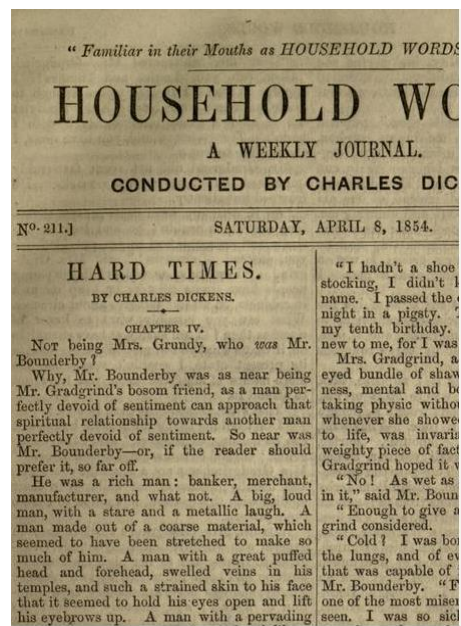 "Familiar in their Mouths as HOUSEHOLD WORDS
HOUSEHOLD WO
A WEEKLY JOURNAL.
CONDUCTED BY CHARLES DIC
No. 211.]
SATURDAY, APRIL 8, 1854.
HARD TIMES.
BY CHARLES DICKENS.
CHAPTER IV.
NOT being Mrs. Grundy, who was Mr.
Bounderby ?
Why, Mr. Bounderby was as near being
Mr. Gradgrind's bosom friend, as a man per-
fectly devoid of sentiment can approach that
spiritual relationship towards another man
perfectly devoid of sentiment. So near was
Mr. Bounderby—or, if the reader should
prefer it, so far off.
He was a rich man : banker, merchant,
manufacturer, and what not. A big, loud
man, with a stare and a metallic laugh. A
man made out of a coarse material, which
seemed to have been stretched to make so
much of him. A man with a great puffed
head and forehead, swelled veins in his
temples, and such a strained skin to his face
that it seemed to hold his eyes open and lift
his eyebrows up. A man with a pervading
"I hadn't a shoe
stocking, I didn't
name. I passed the
night in a pigsty.
my tenth birthday.
new to me, for I was
Mrs. Gradgrind, a
eyed bundle of shaw
ness, mental and bo
taking physic withou
whenever she showe
to life, was invaria
weighty piece of fact
Gradgrind hoped it
"No ! As wet as
in it," said Mr. Boun
"Enough to give a
grind considered.
"Cold ? I was bor
the lungs, and of ev
that was capable of
Mr. Bounderby. "F
one of the most miser
seen. I was so sick